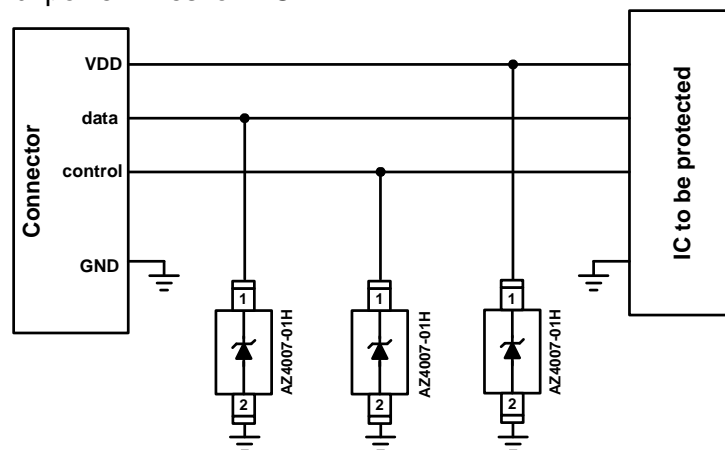 VDD
data
control
GND
Connector
IC to be protected
1
2
AZ4007-01H
1
2
AZ4007-01H
1
2
AZ4007-01H